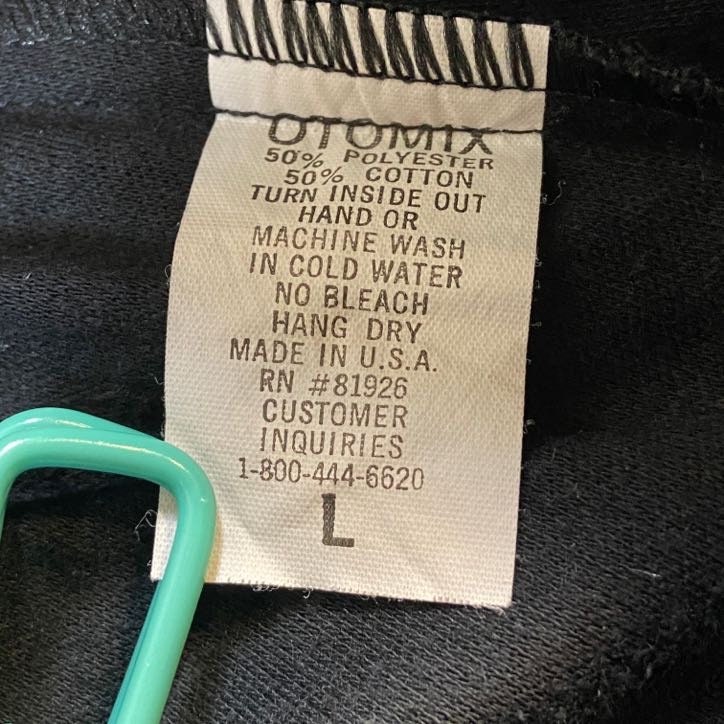 OTOMIX
50% POLYESTER
50% COTTON
TURN INSIDE OUT
HAND OR
MACHINE WASH
IN COLD WATER
NO BLEACH
HANG DRY
MADE IN U.S.A.
RN #81926
CUSTOMER
INQUIRIES
1-800-444-6620
L